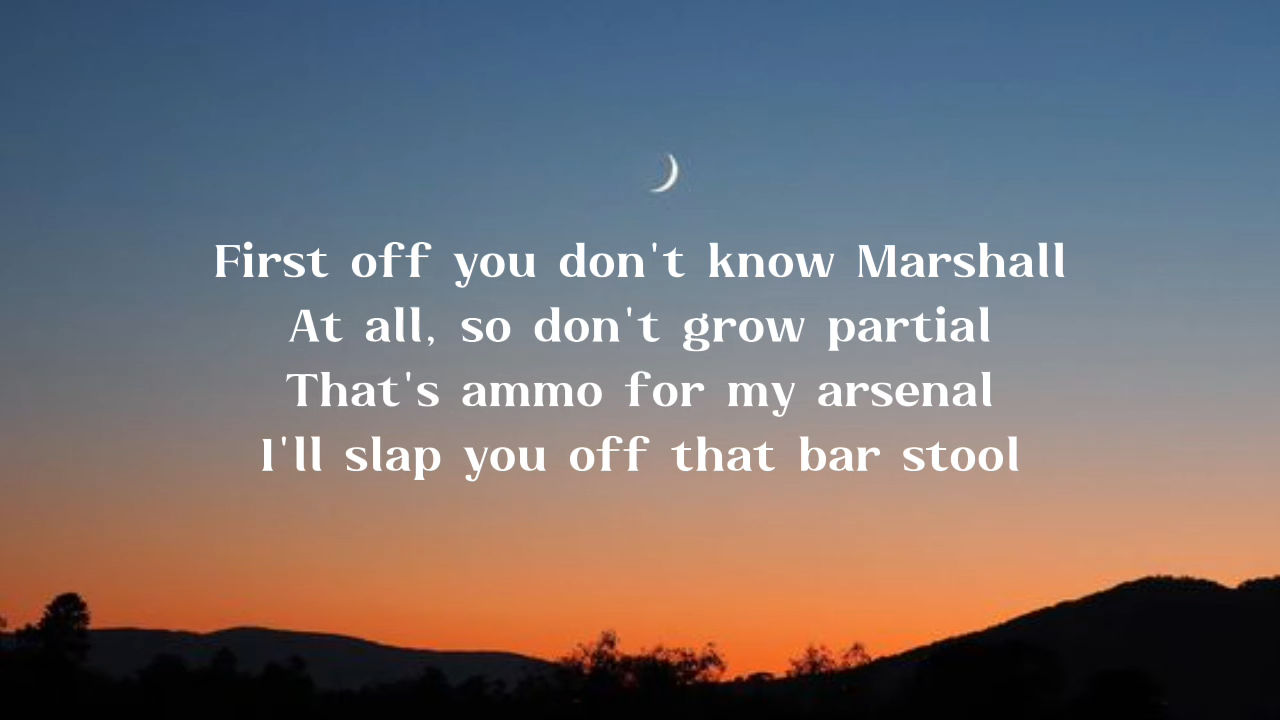 First off you don't know Marshall
At all, so don't grow partial
That's ammo for my arsenal
I'll slap you off that bar stool